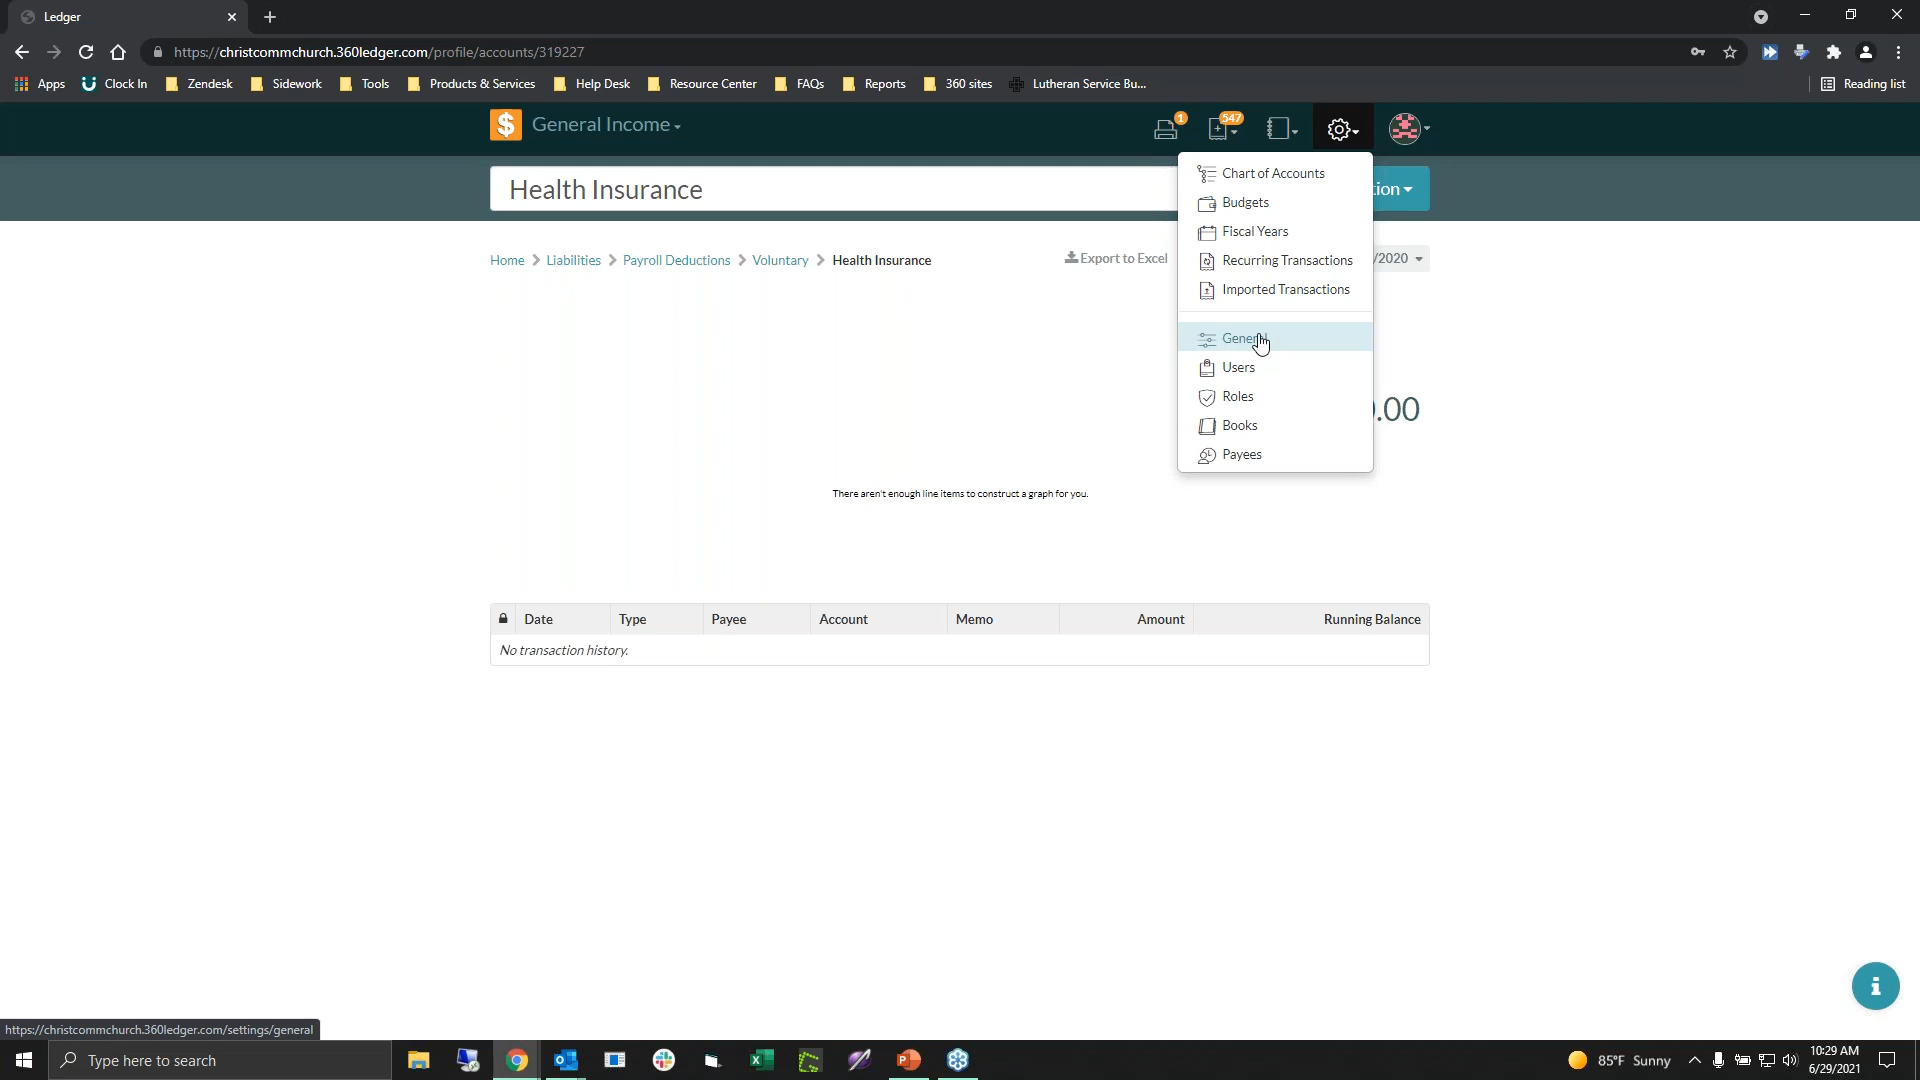 Ledger
https://christcommchurch.360ledger.com/profile/accounts/319227
Apps Clock In Zendesk Sidework Tools Products & Services Help Desk Resource Center FAQs Reports 360 sites Lutheran Service Bu... Reading list
$ General Income 1 547
Health Insurance
tion
Chart of Accounts
Budgets
Fiscal Years
Recurring Transactions
Imported Transactions
General
Users
Roles
Books
Payees
Home > Liabilities > Payroll Deductions > Voluntary > Health Insurance Export to Excel /2020
.00
There aren't enough line items to construct a graph for you.
Date Type Payee Account Memo Amount Running Balance
No transaction history.
i
https://christcommchurch.360ledger.com/settings/general
Type here to search 85°F Sunny 10:29 AM
6/29/2021